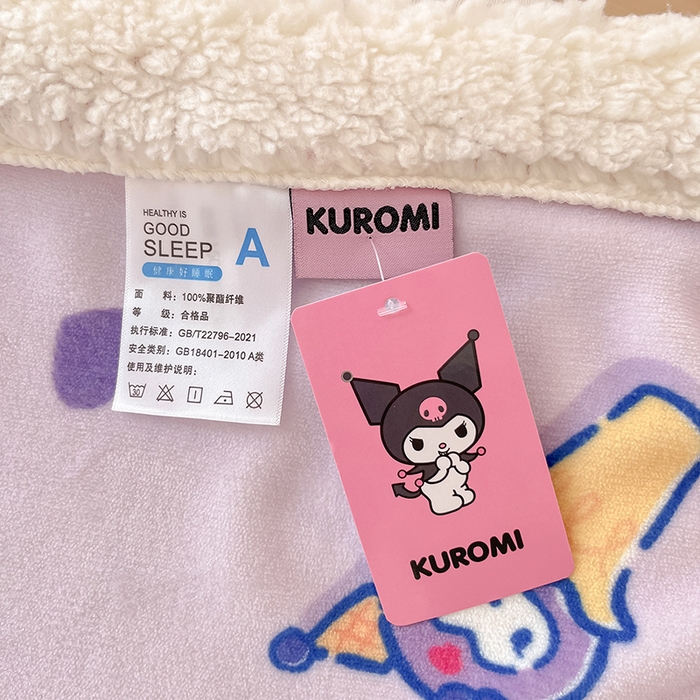 HEALTHY IS
GOOD
SLEEP
A
健康好睡眠
面 料: 100%聚酯纤维
等 级: 合格品
执行标准: GB/T22796-2021
安全类别: GB18401-2010 A类
使用及维护说明:
30
KUROMI
KUROMI